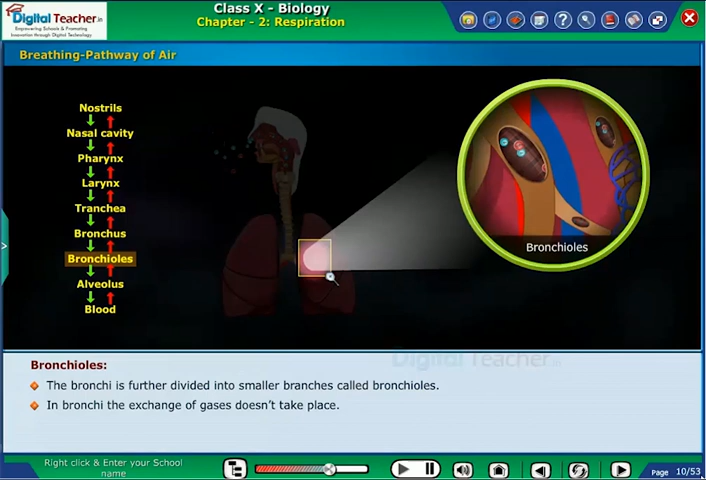 Digital Teacher.in
Empowering Schools & Promoting
Innovation through Digital Technology
Class X - Biology
Chapter - 2: Respiration
Breathing-Pathway of Air
Nostrils
Nasal cavity
Pharynx
Larynx
Tranchea
Bronchus
Bronchioles
Alveolus
Blood
Bronchioles
Digital Teacher.in
Bronchioles:
The bronchi is further divided into smaller branches called bronchioles.
In bronchi the exchange of gases doesn't take place.
Right click & Enter your School
name
Page 10/53